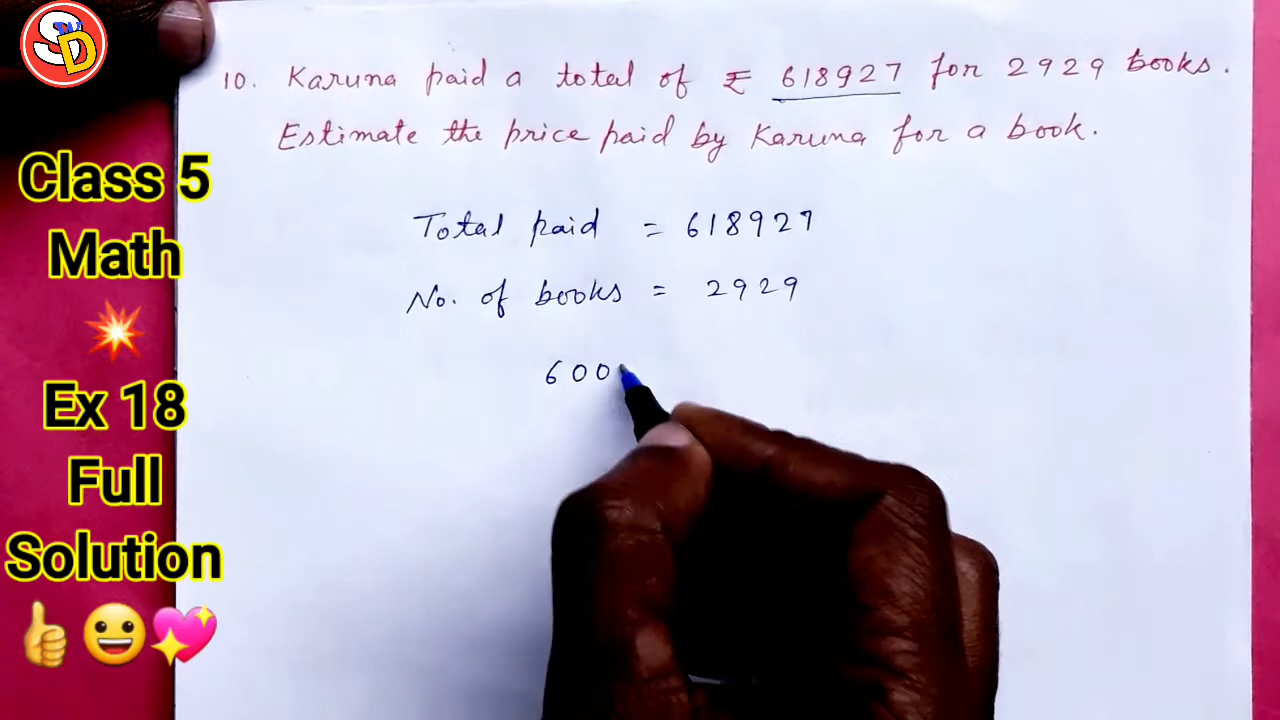 SD
10. Karuna paid a total of ₹ 618927 for 2929 books.
Estimate the price paid by Karuna for a book.
Class 5
Math
Ex 18
Full
Solution
Total paid = 618927
No. of books = 2929
600